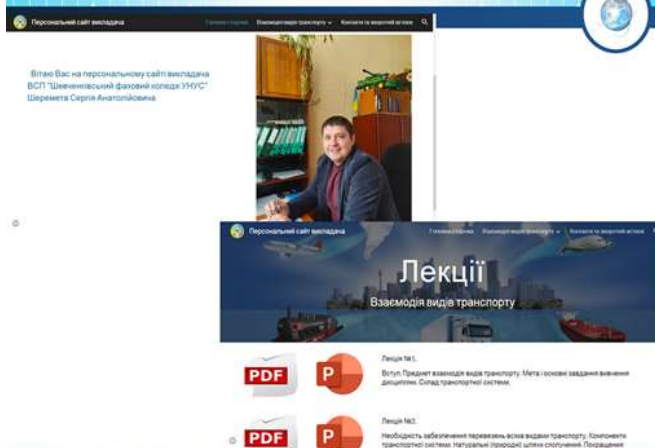 Персональний сайт викладача
Головна сторінка Взаємодія видів транспорту Контакти та зворотній зв'язок
Вітаю Вас на персональному сайті викладача
ВСП "Шевченківський фаховий коледж УНУС"
Шеремета Сергія Анатолійовича
Персональний сайт викладача
Головна сторінка Взаємодія видів транспорту Контакти та зворотній зв'язок
Лекції
Взаємодія видів транспорту
PDF
P
Лекція №1.
Вступ. Предмет взаємодія видів транспорту. Мета і основні завдання вивчення
дисципліни. Склад транспортної системи.
PDF
P
Лекція №2.
Необхідність забезпечення перевезень всіма видами транспорту. Компоненти
транспортної системи. Натуральні (природні) шляхи сполучення. Покращення